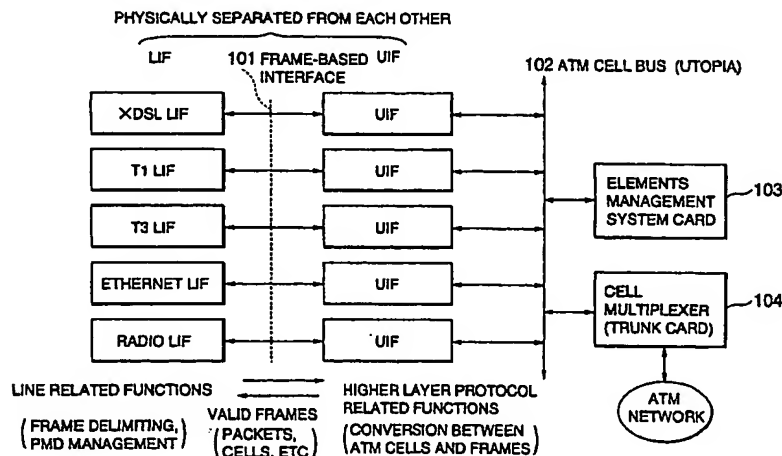 PHYSICALLY SEPARATED FROM EACH OTHER
LIF
101 FRAME-BASED INTERFACE
UIF
102 ATM CELL BUS (UTOPIA)
XDSL LIF
UIF
T1 LIF
UIF
T3 LIF
UIF
ETHERNET LIF
UIF
RADIO LIF
UIF
ELEMENTS
MANAGEMENT
SYSTEM CARD
103
CELL
MULTIPLEXER
(TRUNK CARD)
104
ATM
NETWORK
LINE RELATED FUNCTIONS
(FRAME DELIMITING,
PMD MANAGEMENT)
VALID FRAMES
(PACKETS,
CELLS, ETC)
HIGHER LAYER PROTOCOL
RELATED FUNCTIONS
(CONVERSION BETWEEN
ATM CELLS AND FRAMES)